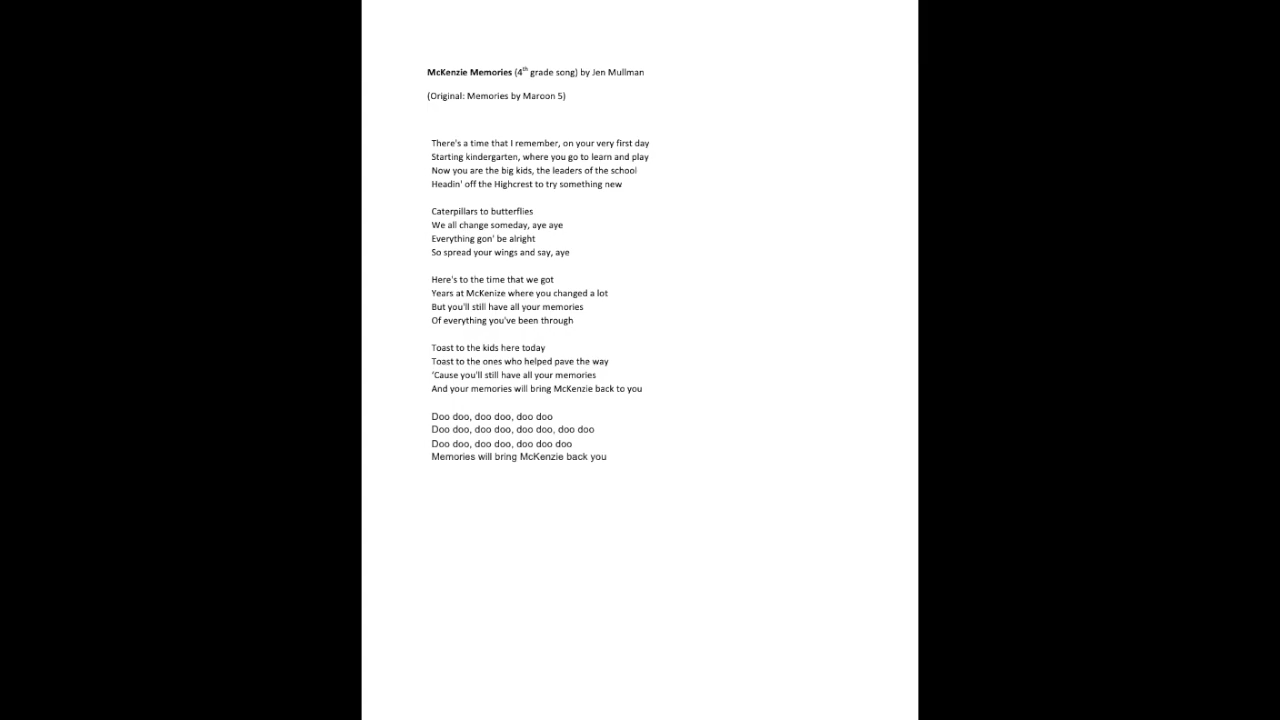 McKenzie Memories (4th grade song) by Jen Mullman
(Original: Memories by Maroon 5)
There's a time that I remember, on your very first day
Starting kindergarten, where you go to learn and play
Now you are the big kids, the leaders of the school
Headin' off the Highcrest to try something new
Caterpillars to butterflies
We all change someday, aye aye
Everything gon' be alright
So spread your wings and say, aye
Here's to the time that we got
Years at McKenize where you changed a lot
But you'll still have all your memories
Of everything you've been through
Toast to the kids here today
Toast to the ones who helped pave the way
‘Cause you'll still have all your memories
And your memories will bring McKenzie back to you
Doo doo, doo doo, doo doo
Doo doo, doo doo, doo doo, doo doo
Doo doo, doo doo, doo doo doo
Memories will bring McKenzie back you